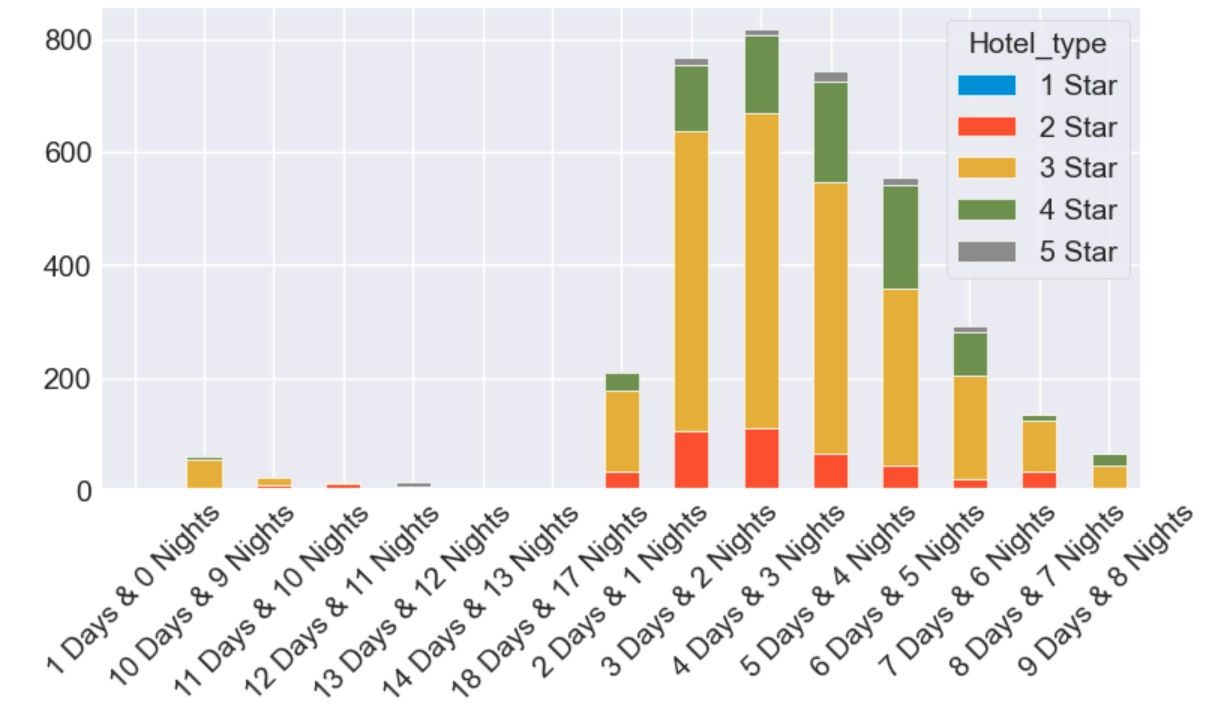 800
600
400
200
0
Hotel_type
1 Star
2 Star
3 Star
4 Star
5 Star
1 Days & 0 Nights
10 Days & 9 Nights
11 Days & 10 Nights
12 Days & 11 Nights
13 Days & 12 Nights
14 Days & 13 Nights
18 Days & 17 Nights
2 Days & 1 Nights
3 Days & 2 Nights
4 Days & 3 Nights
5 Days & 4 Nights
6 Days & 5 Nights
7 Days & 6 Nights
8 Days & 7 Nights
9 Days & 8 Nights